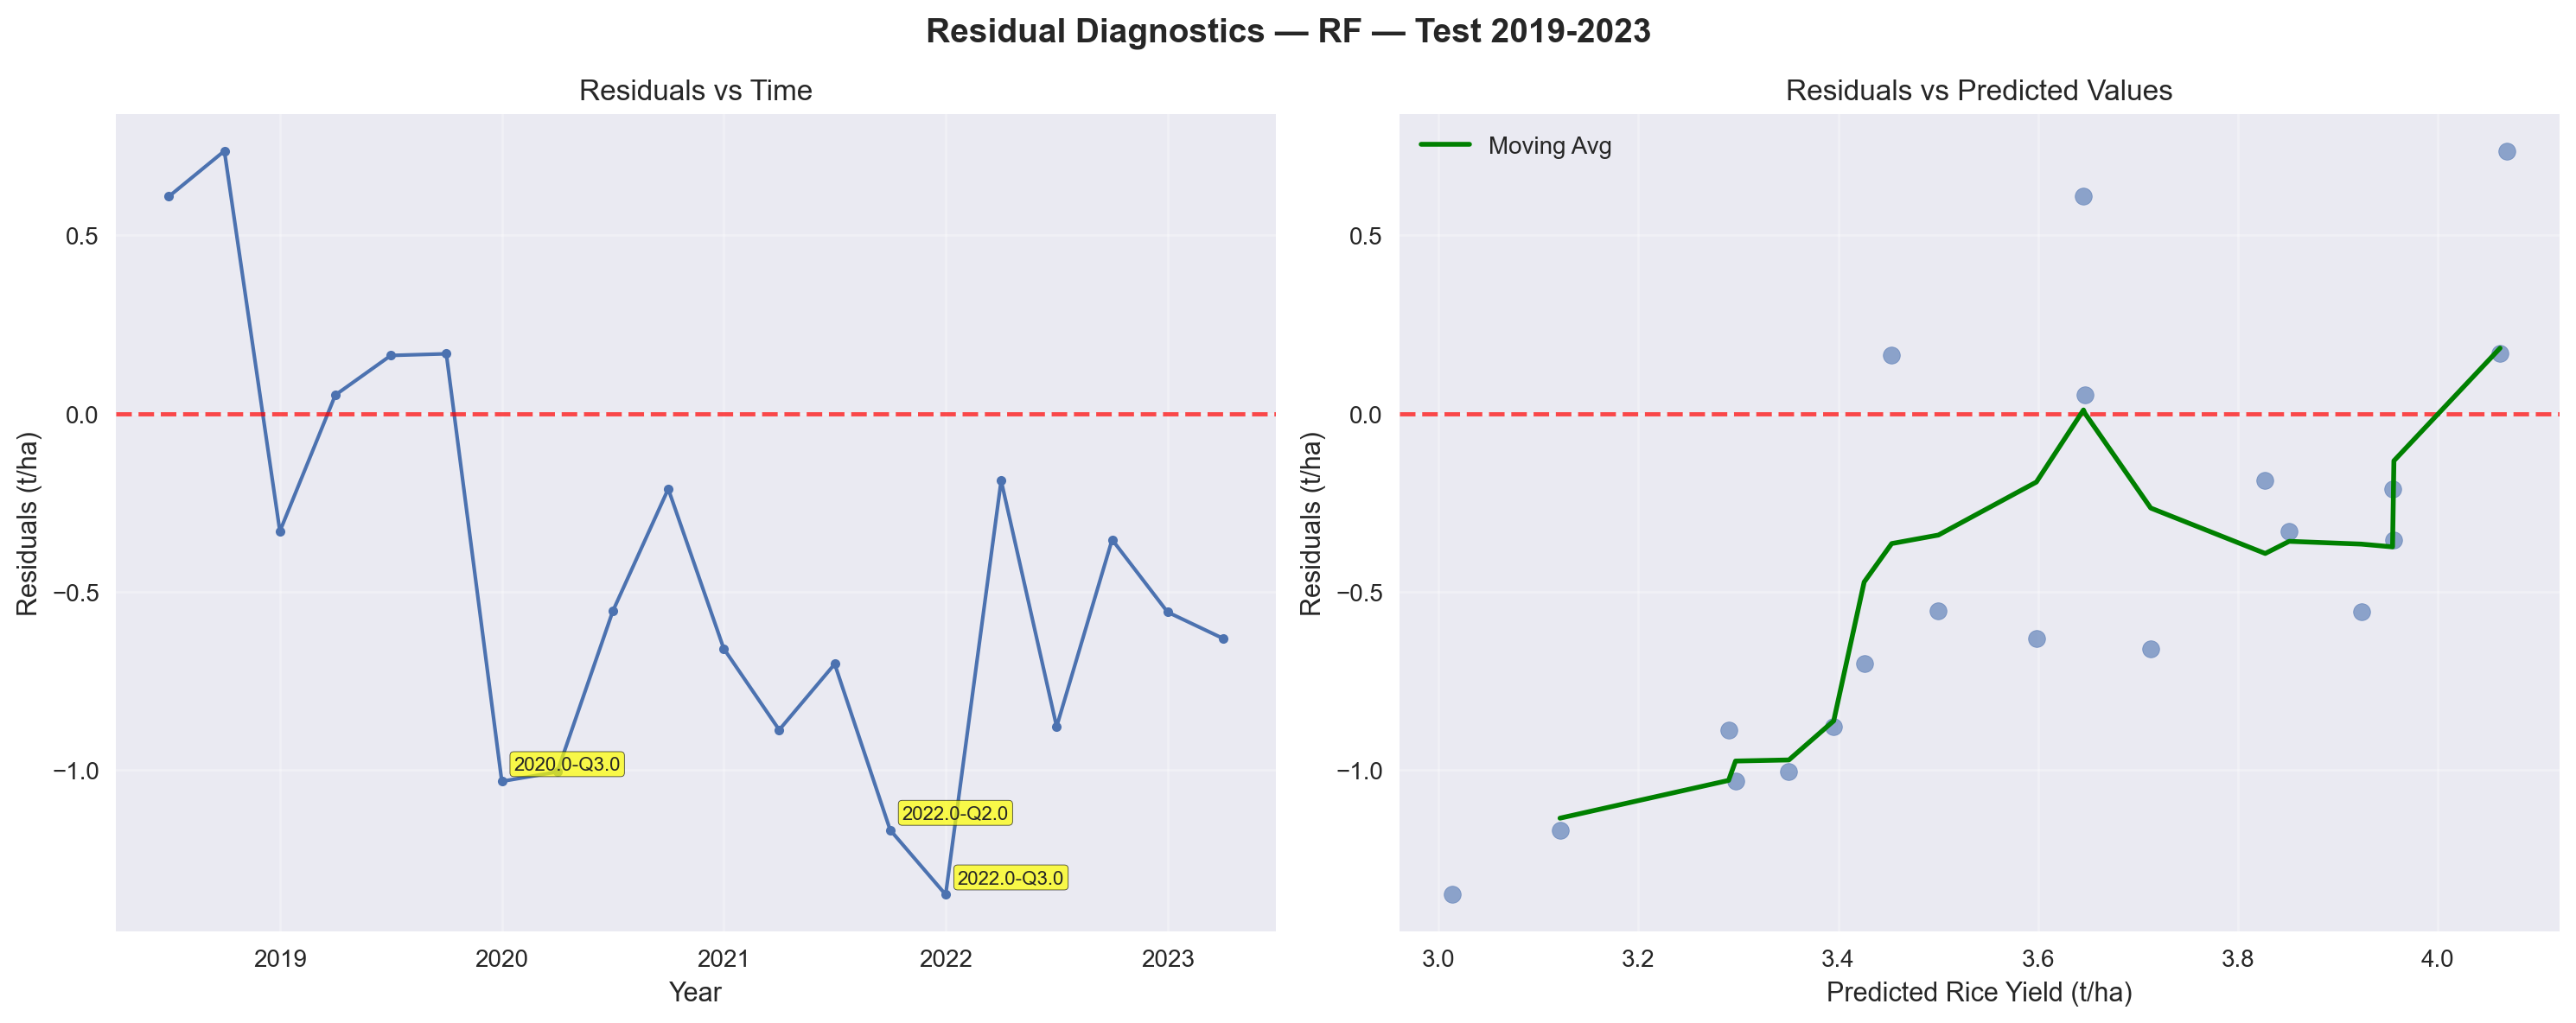 Residual Diagnostics — RF — Test 2019-2023
Residuals vs Time
Residuals (t/ha)
0.5
0.0
−0.5
−1.0
2020.0-Q3.0
2022.0-Q2.0
2022.0-Q3.0
2019
2020
2021
2022
2023
Year
Residuals vs Predicted Values
Moving Avg
Residuals (t/ha)
0.5
0.0
−0.5
−1.0
3.0
3.2
3.4
3.6
3.8
4.0
Predicted Rice Yield (t/ha)